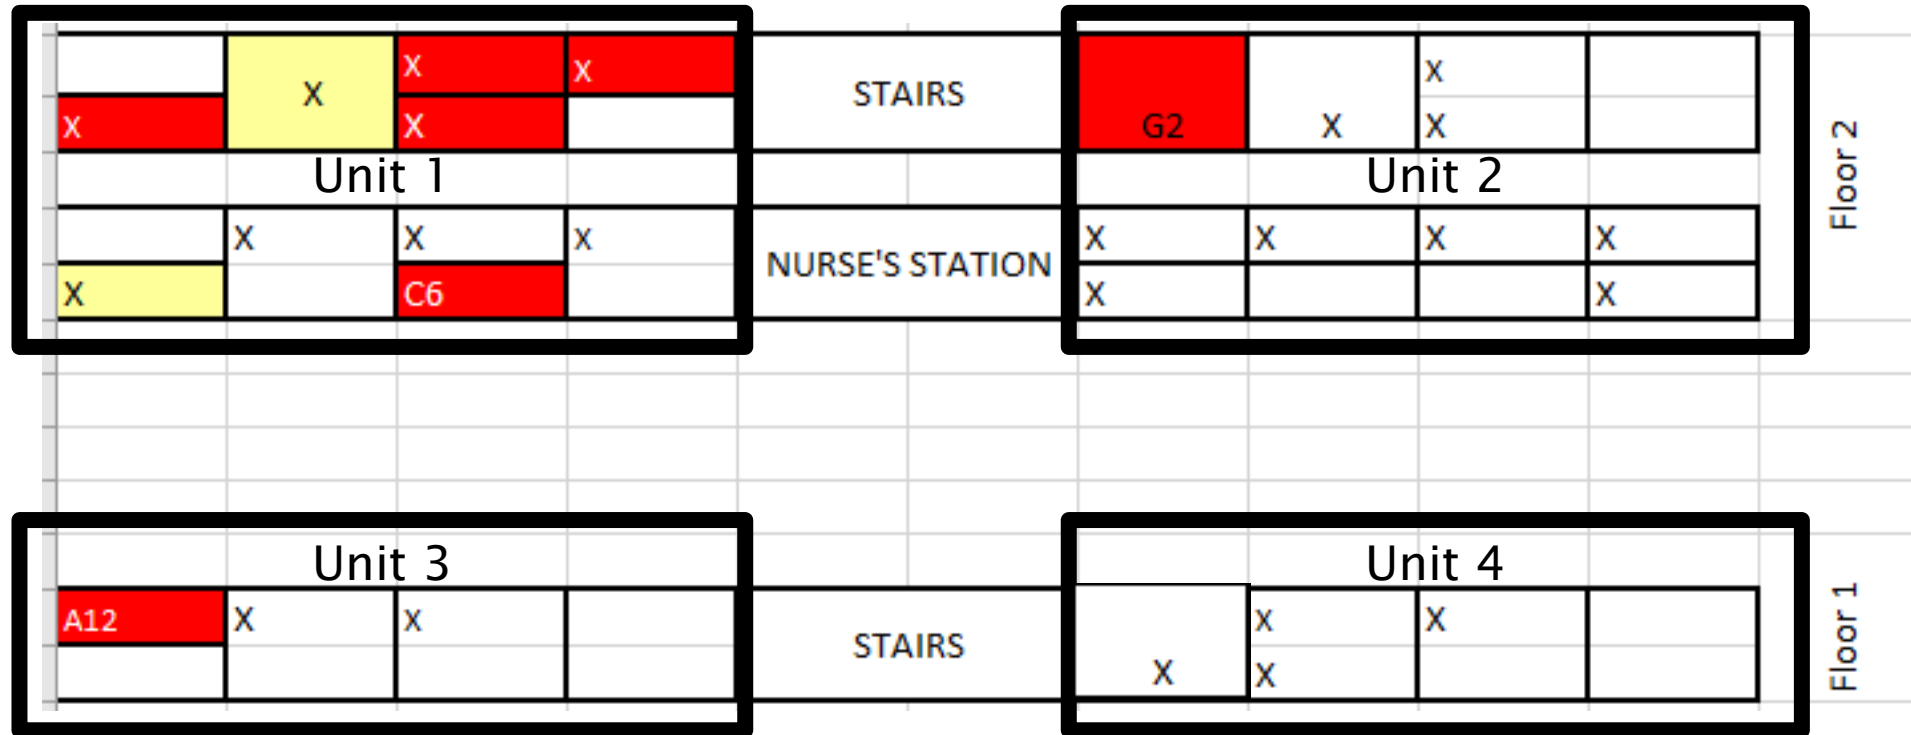 X X X STAIRS X
X X G2 X X
Unit 1 Unit 2
Floor 2
X X X NURSE'S STATION X X X X
X C6 X X
Unit 3 Unit 4
A12 X X STAIRS X X
X X
Floor 1